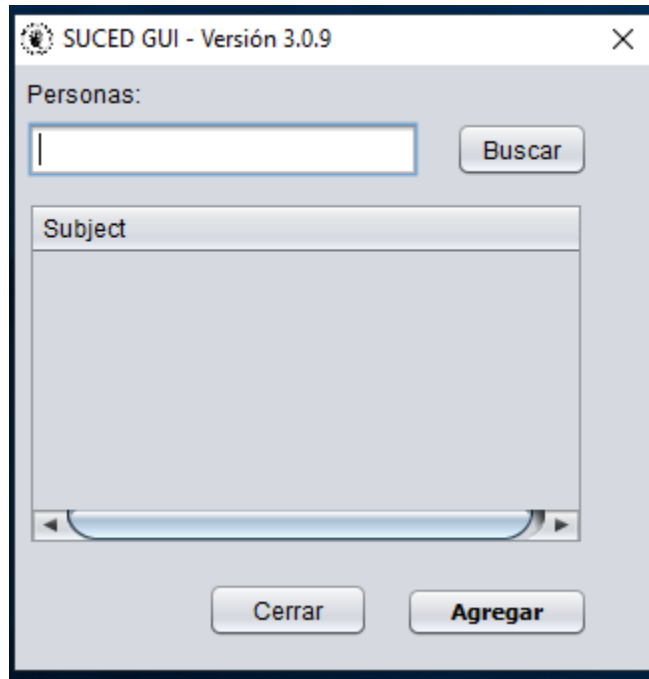 SUCED GUI - Versión 3.0.9
Personas:
Buscar
Subject
Cerrar
Agregar